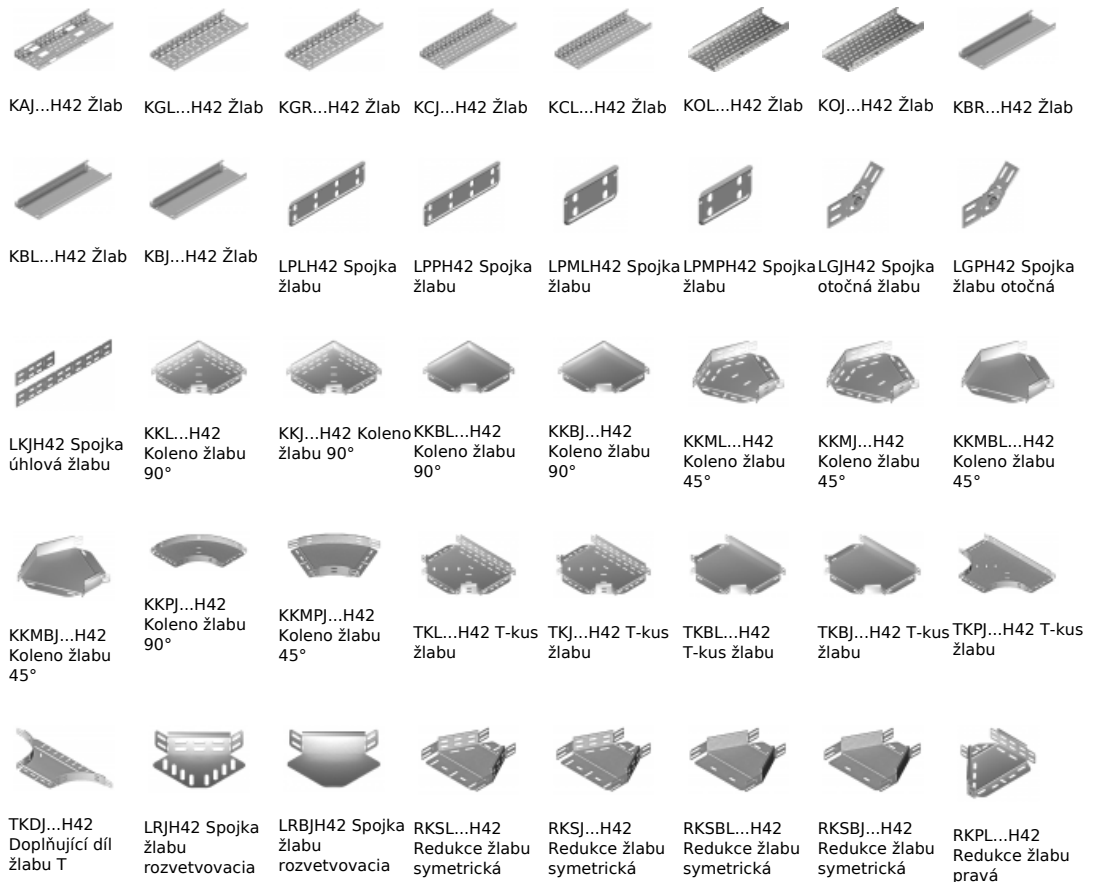 KAJ...H42 Žlab
KGL...H42 Žlab
KGR...H42 Žlab
KCJ...H42 Žlab
KCL...H42 Žlab
KOL...H42 Žlab
KOJ...H42 Žlab
KBR...H42 Žlab
KBL...H42 Žlab
KBJ...H42 Žlab
LPLH42 Spojka
žlabu
LPPH42 Spojka
žlabu
LPMLH42 Spojka
žlabu
LPMPH42 Spojka
žlabu
LGJH42 Spojka
otočná žlabu
LGPH42 Spojka
žlabu otočná
LKJH42 Spojka
úhlová žlabu
KKL...H42
Koleno žlabu
90°
KKJ...H42 Koleno
žlabu 90°
KKBL...H42
Koleno žlabu
90°
KKBJ...H42
Koleno žlabu
90°
KKML...H42
Koleno žlabu
45°
KKMJ...H42
Koleno žlabu
45°
KKMBL...H42
Koleno žlabu
45°
KKMBJ...H42
Koleno žlabu
45°
KKPJ...H42
Koleno žlabu
90°
KKMPJ...H42
Koleno žlabu
45°
TKL...H42 T-kus
žlabu
TKJ...H42 T-kus
žlabu
TKBL...H42
T-kus žlabu
TKBJ...H42 T-kus
žlabu
TKPJ...H42 T-kus
žlabu
TKDJ...H42
Doplňující díl
žlabu T
LRJH42 Spojka
žlabu
rozvetvovacia
LRBJH42 Spojka
žlabu
rozvetvovacia
RKSL...H42
Redukce žlabu
symetrická
RKSJ...H42
Redukce žlabu
symetrická
RKSBL...H42
Redukce žlabu
symetrická
RKSBJ...H42
Redukce žlabu
symetrická
RKPL...H42
Redukce žlabu
pravá